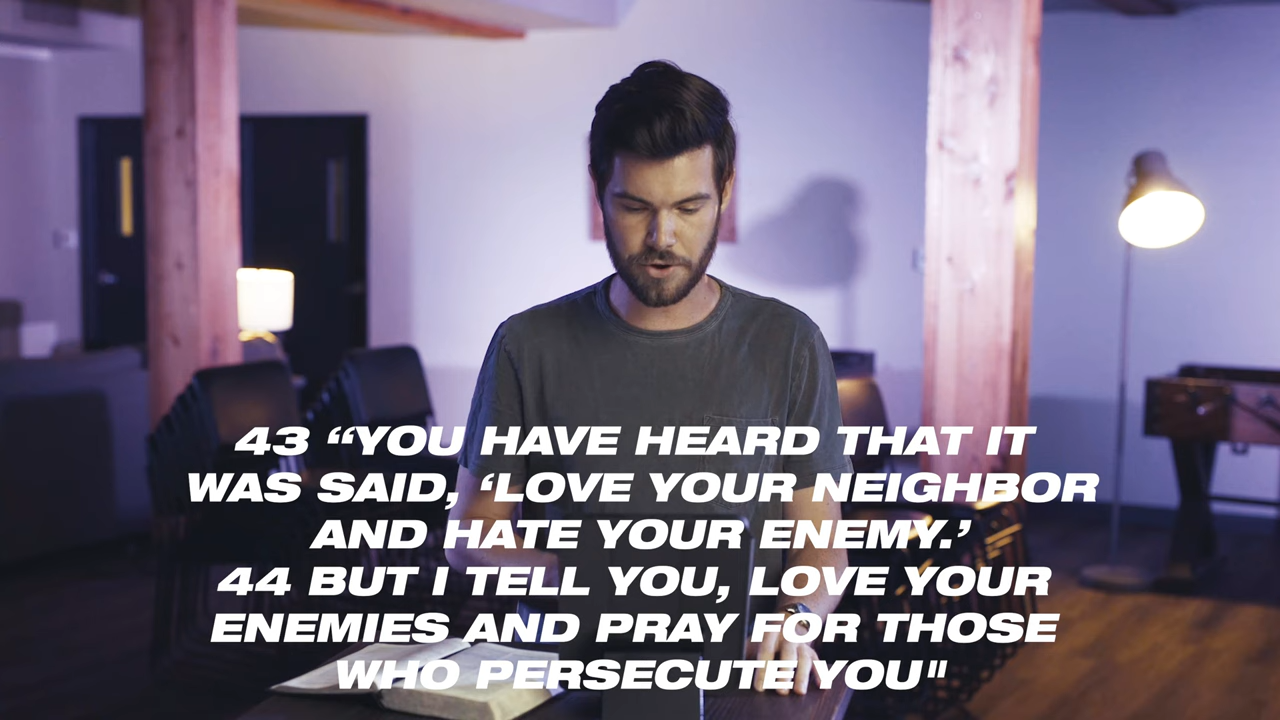 43 “YOU HAVE HEARD THAT IT
WAS SAID, ‘LOVE YOUR NEIGHBOR
AND HATE YOUR ENEMY.’
44 BUT I TELL YOU, LOVE YOUR
ENEMIES AND PRAY FOR THOSE
WHO PERSECUTE YOU"